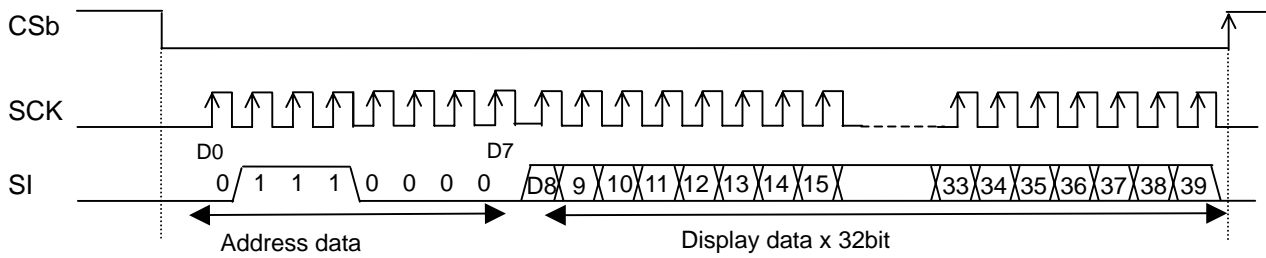 CSb
SCK
D0 D7
SI 0 1 1 1 0 0 0 0 D8 9 10 11 12 13 14 15 33 34 35 36 37 38 39
Address data Display data x 32bit